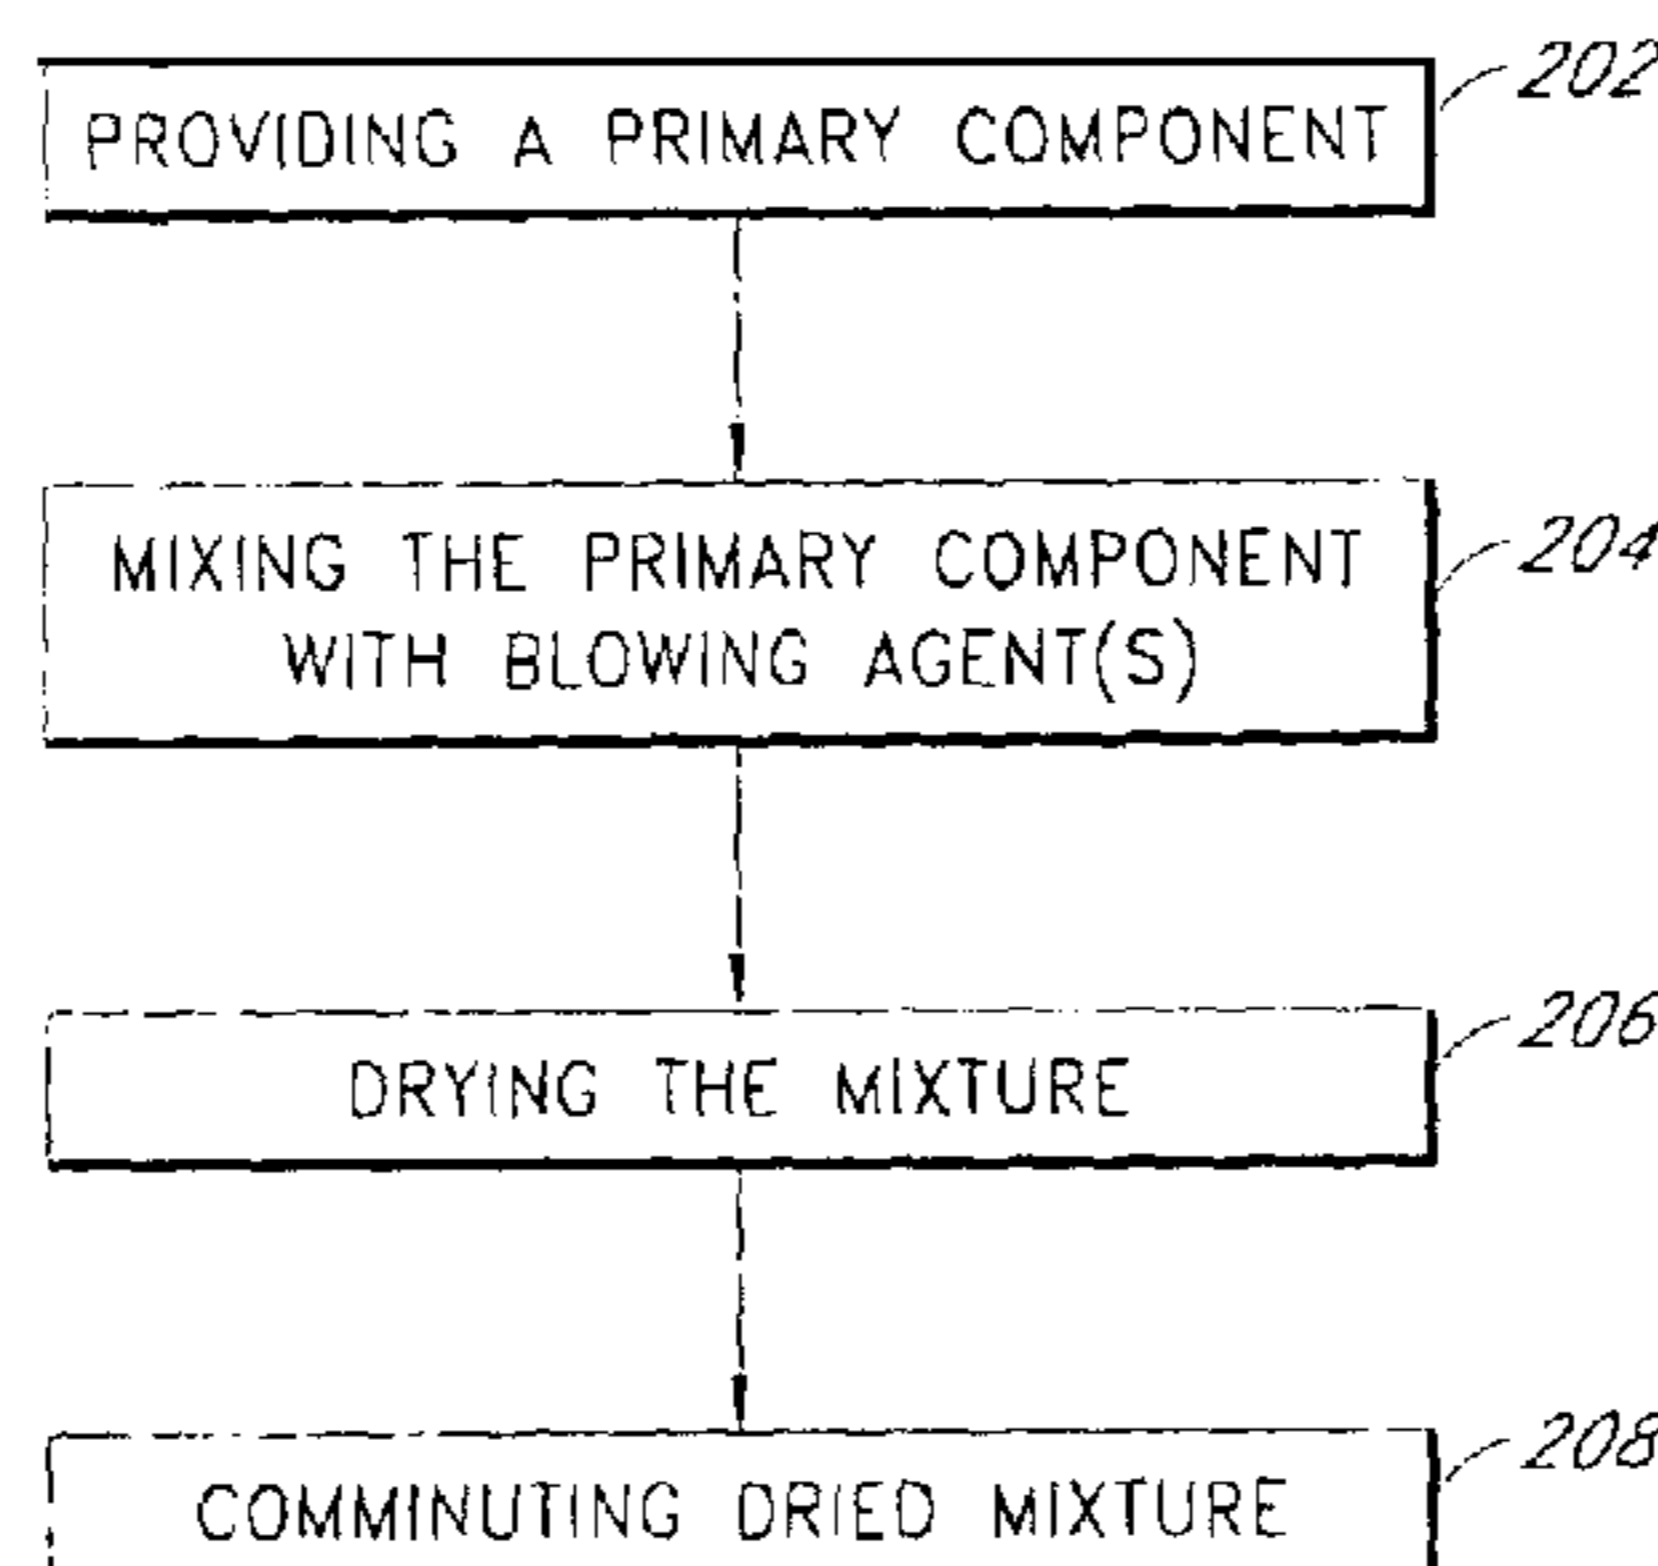 PROVIDING A PRIMARY COMPONENT
202
MIXING THE PRIMARY COMPONENT
WITH BLOWING AGENT(S)
204
DRYING THE MIXTURE
206
COMMINUTING DRIED MIXTURE
208